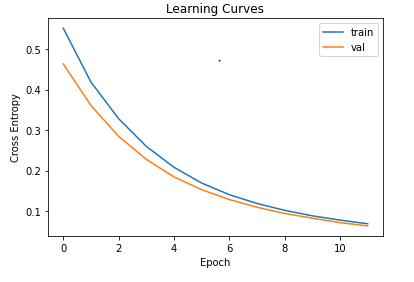 Learning Curves
train
val
0.5
0.4
0.3
0.2
0.1
Cross Entropy
0 2 4 6 8 10
Epoch